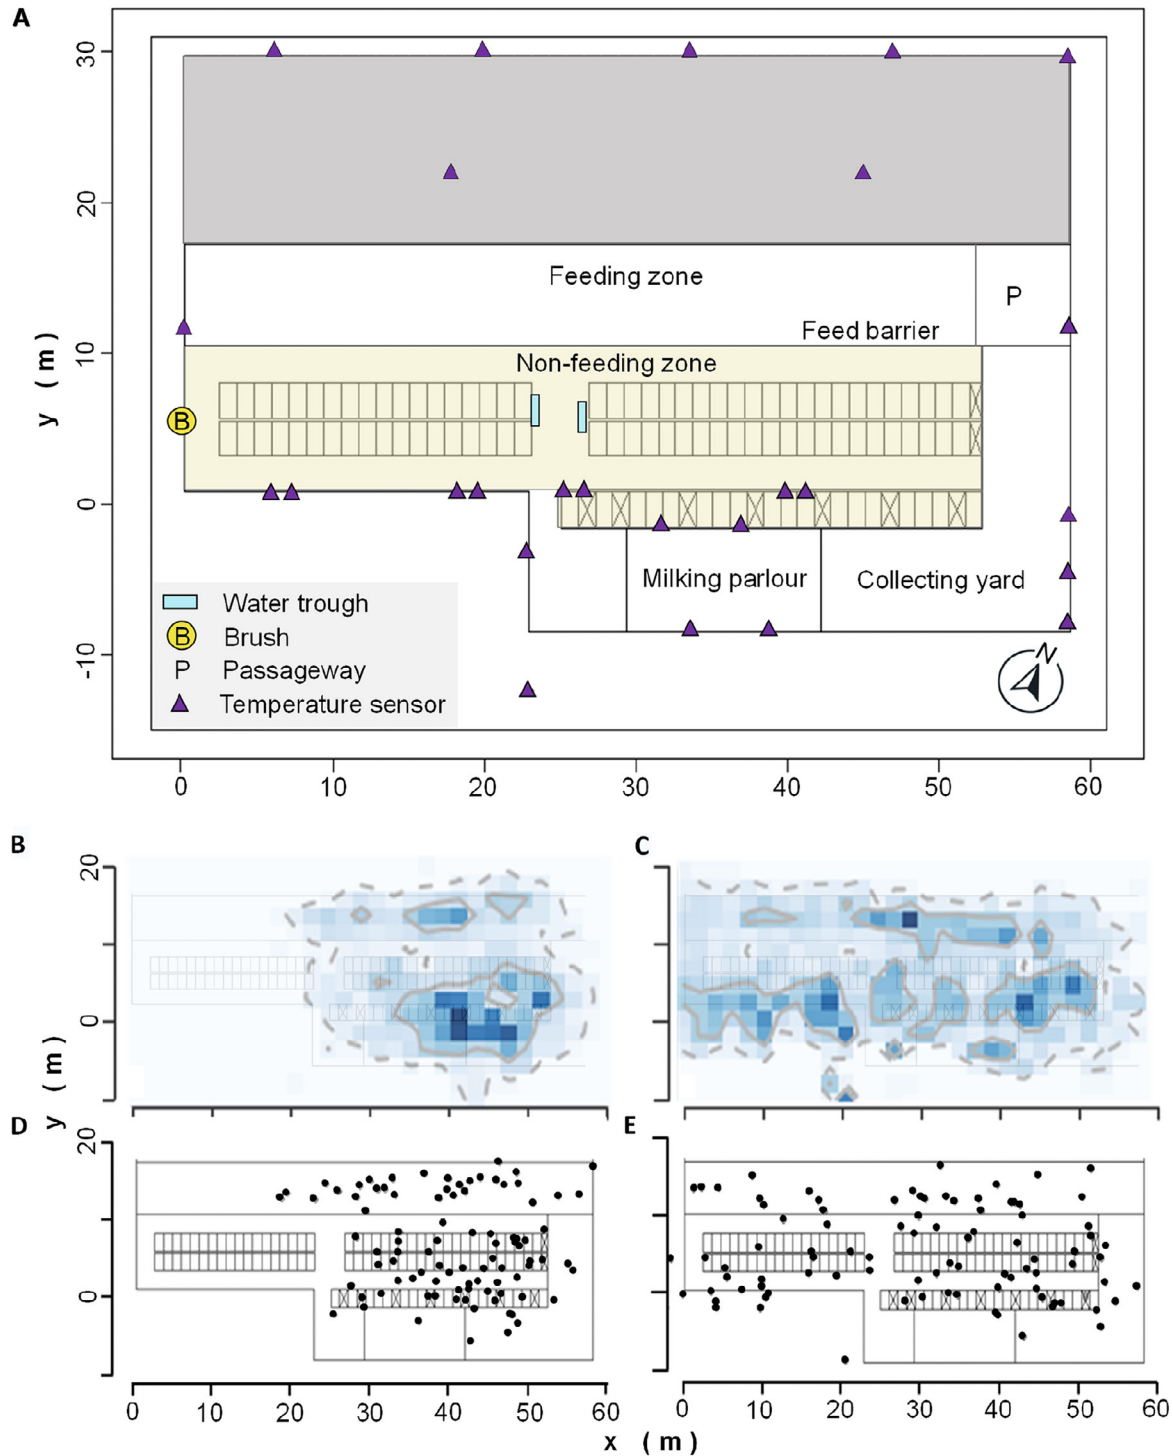 A
30
20
10
0
-10
y ( m )
Feeding zone
P
Feed barrier
Non-feeding zone
B
Milking parlour
Collecting yard
Water trough
B Brush
P Passageway
Temperature sensor
N
0 10 20 30 40 50 60
B
20
0
C
y ( m )
D
20
0
E
0 10 20 30 40 50 60
0 10 20 30 40 50 60
x ( m )